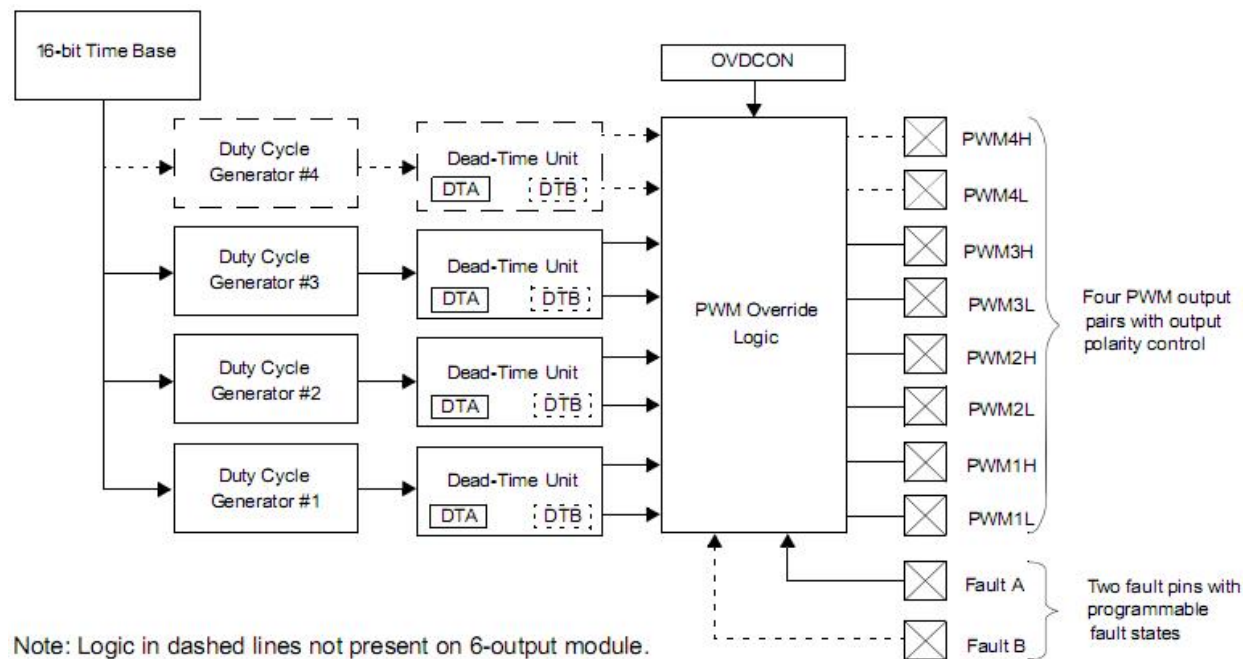 16-bit Time Base
OVDCON
Duty Cycle
Generator #4
Dead-Time Unit
DTA
DTB
Duty Cycle
Generator #3
Dead-Time Unit
DTA
DTB
Duty Cycle
Generator #2
Dead-Time Unit
DTA
DTB
Duty Cycle
Generator #1
Dead-Time Unit
DTA
DTB
PWM Override
Logic
PWM4H
PWM4L
PWM3H
PWM3L
PWM2H
PWM2L
PWM1H
PWM1L
Four PWM output
pairs with output
polarity control
Fault A
Fault B
Two fault pins with
programmable
fault states
Note: Logic in dashed lines not present on 6-output module.